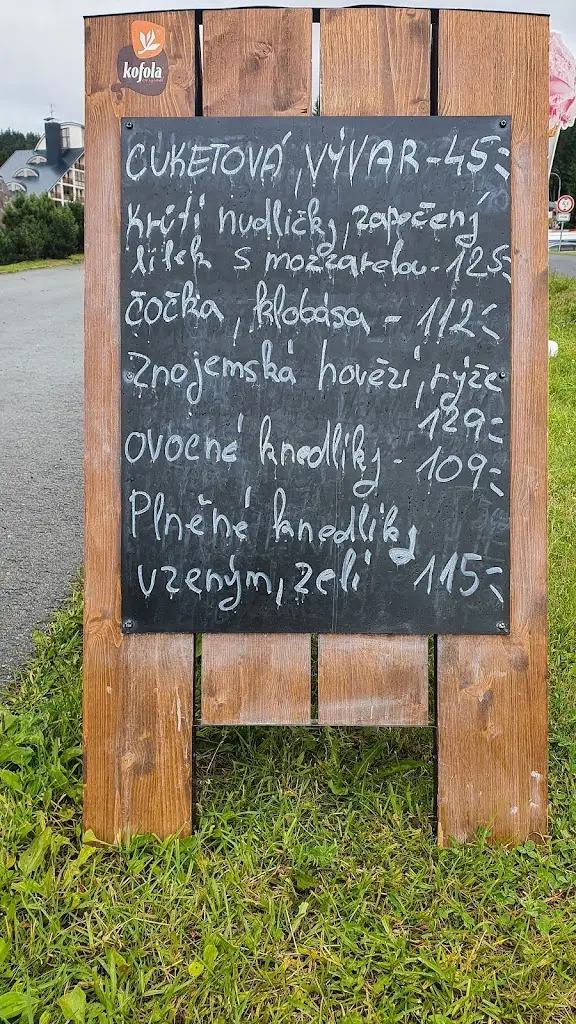 kofola
CUKETOVÁ, VÝVAR-45,-
Krůtí nudličky, zapečený
lilek s mozzarelou-125,-
čočka, klobása - 112,-
Znojemská hovězí, rýže
129,-
OVOCNÉ knedlíky- 109,-
Plněné knedlíky
uzeným, zelí 115,-